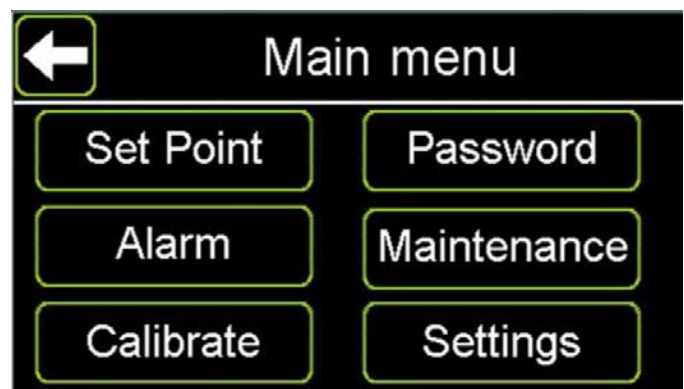 Main menu
Set Point
Password
Alarm
Maintenance
Calibrate
Settings